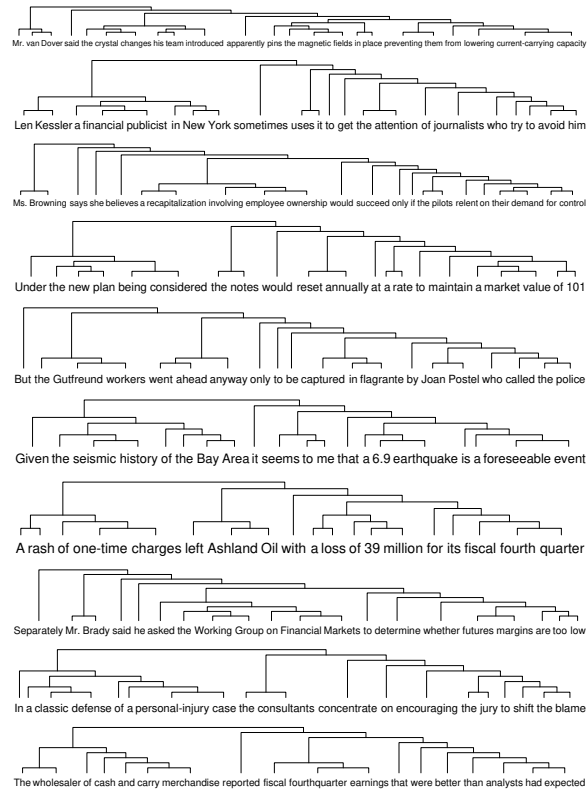 Mr. van Dover said the crystal changes his team introduced apparently pins the magnetic fields in place preventing them from lowering current-carrying capacity
Len Kessler a financial publicist in New York sometimes uses it to get the attention of journalists who try to avoid him
Ms. Browning says she believes a recapitalization involving employee ownership would succeed only if the pilots relent on their demand for control
Under the new plan being considered the notes would reset annually at a rate to maintain a market value of 101
But the Gutfreund workers went ahead anyway only to be captured in flagrante by Joan Postel who called the police
Given the seismic history of the Bay Area it seems to me that a 6.9 earthquake is a foreseeable event
A rash of one-time charges left Ashland Oil with a loss of 39 million for its fiscal fourth quarter
Separately Mr. Brady said he asked the Working Group on Financial Markets to determine whether futures margins are too low
In a classic defense of a personal-injury case the consultants concentrate on encouraging the jury to shift the blame
The wholesaler of cash and carry merchandise reported fiscal fourthquarter earnings that were better than analysts had expected